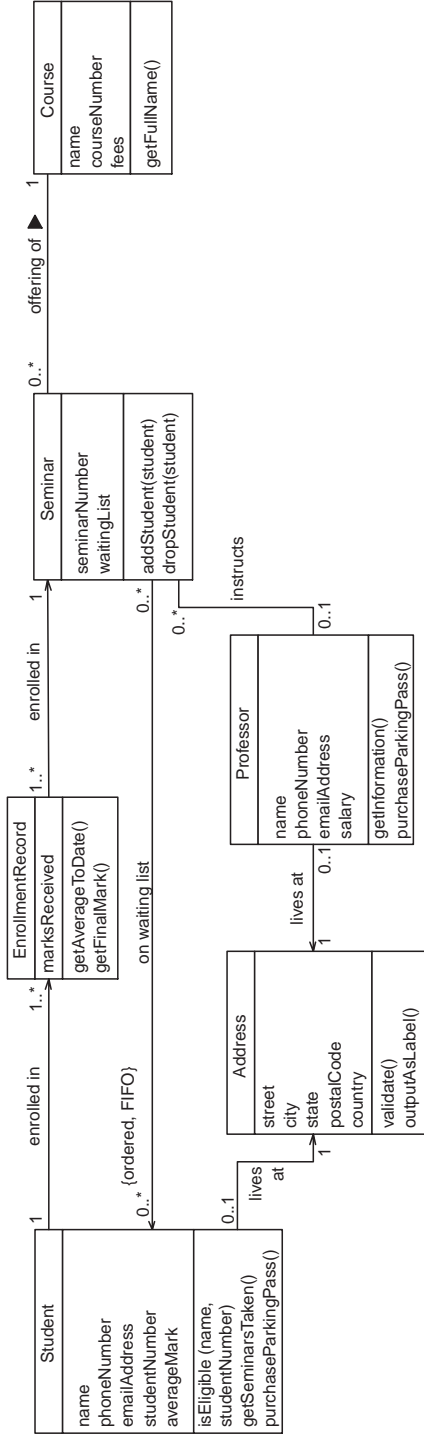 Student
name
phoneNumber
emailAddress
studentNumber
averageMark
isEligible (name,
studentNumber)
getSeminarsTaken()
purchaseParkingPass()
1
enrolled in
1..*
EnrollmentRecord
marksReceived
getAverageToDate()
getFinalMark()
1..*
enrolled in
1
Seminar
seminarNumber
waitingList
addStudent(student)
dropStudent(student)
0..*
offering of ▶
1
Course
name
courseNumber
fees
getFullName()
0..*
{ordered, FIFO}
on waiting list
0..*
0..1
lives
at
1
Address
street
city
state
postalCode
country
validate()
outputAsLabel()
1
lives at
0..1
Professor
name
phoneNumber
emailAddress
salary
getInformation()
purchaseParkingPass()
0..1
instructs
0..*